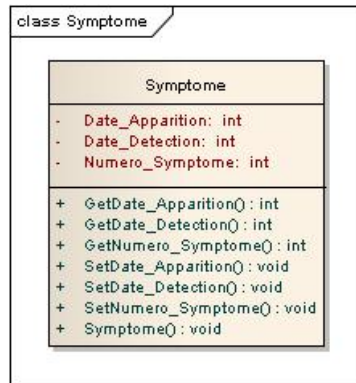 class Symptome
Symptome
- Date_Apparition: int
- Date_Detection: int
- Numero_Symptome: int
+ GetDate_Apparition() : int
+ GetDate_Detection() : int
+ GetNumero_Symptome() : int
+ SetDate_Apparition() : void
+ SetDate_Detection() : void
+ SetNumero_Symptome() : void
+ Symptome() : void